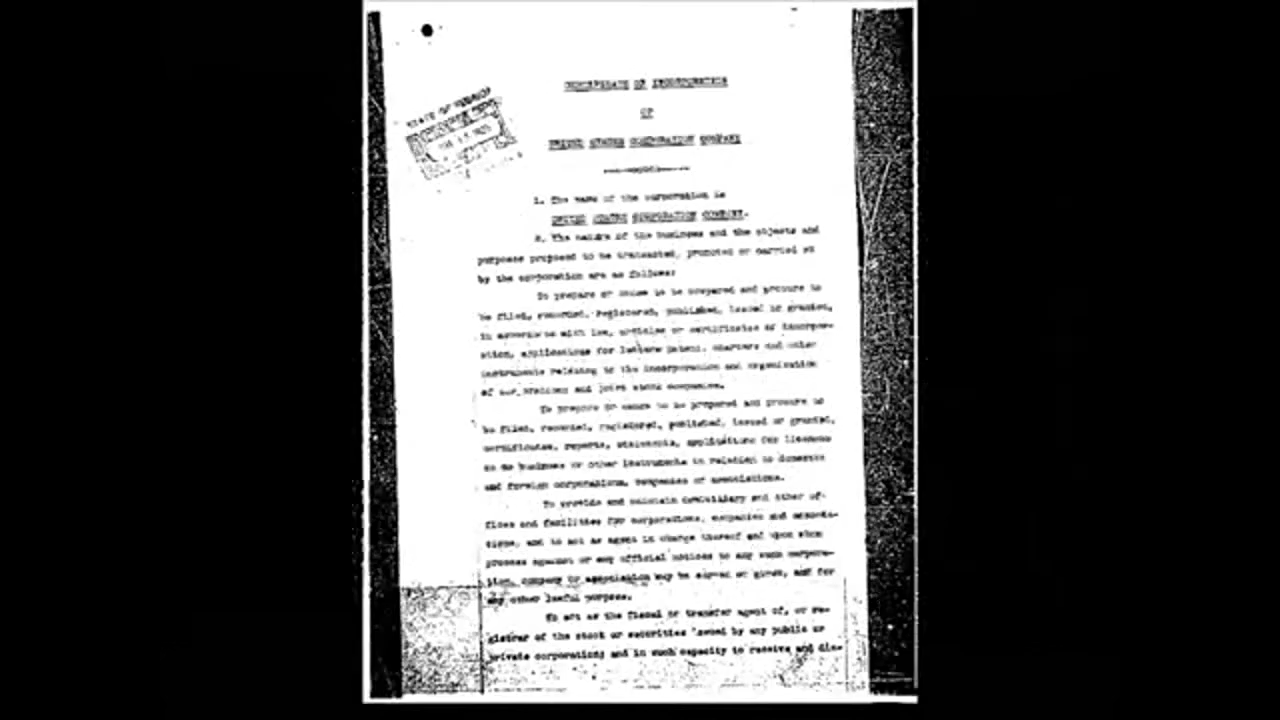 CERTIFICATE OF INCORPORATION
OF
UNITED STATES CORPORATION COMPANY
STATE OF
1. The name of the corporation is
UNITED STATES CORPORATION COMPANY.
2. The nature of the business and the objects and
purposes proposed to be transacted, promoted or carried on
by the corporation are as follows:
To prepare or cause to be prepared and procure to
be filed, recorded, registered, published, issued or granted,
in accordance with law, articles or certificates of incorpor-
ation, applications for letters patent, charters and other
instruments relating to the incorporation and organization
of corporations and joint stock companies.
To prepare or cause to be prepared and procure to
be filed, recorded, registered, published, issued or granted,
certificates, reports, statements, applications for licenses
to do business or other instruments in relation to domestic
and foreign corporations, companies or associations.
To provide and maintain domiciliary and other of-
fices and facilities for corporations, companies and associa-
tions, and to act as agent in charge thereof and upon whom
process against or any official notices to any such corpora-
tion, company or association may be served or given, and for
any other lawful purpose.
To act as the fiscal or transfer agent of, or re-
gistrar of the stock or securities issued by any public or
private corporation; and in such capacity to receive and dis-